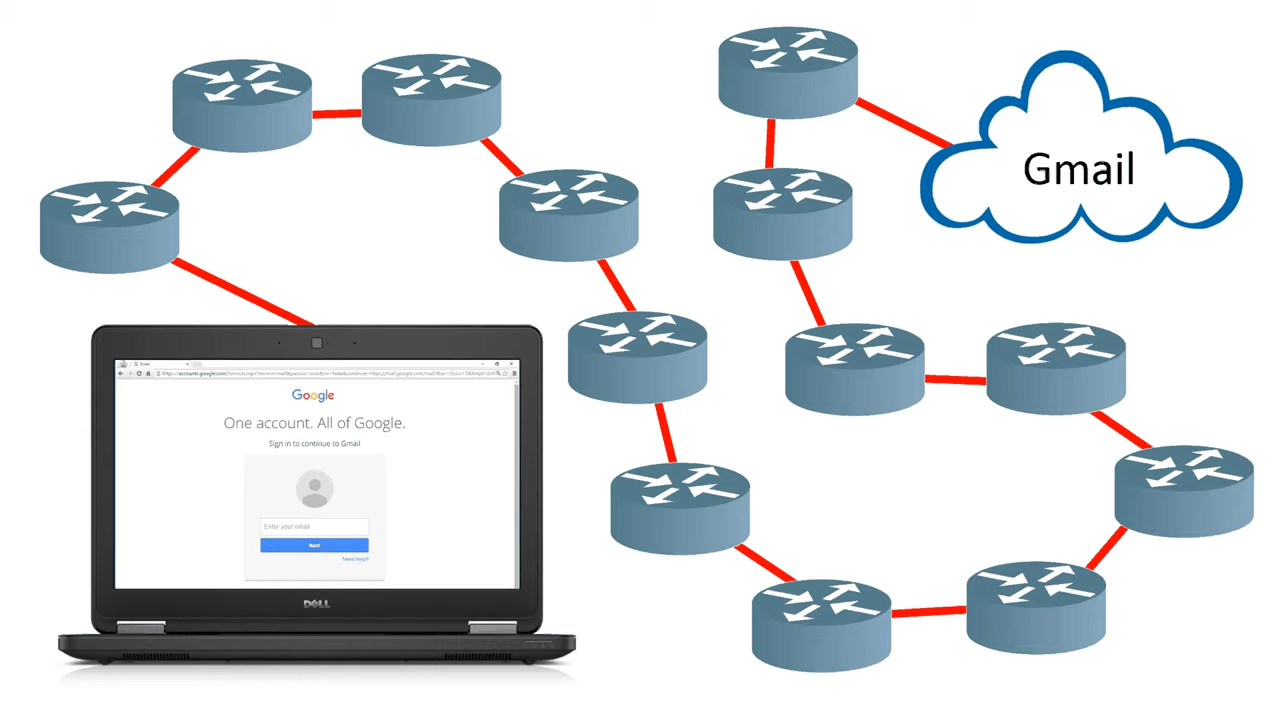 Gmail
Gmail
Google
One account. All of Google.
Sign in to continue to Gmail
Enter your email
Next
Need help?
DELL